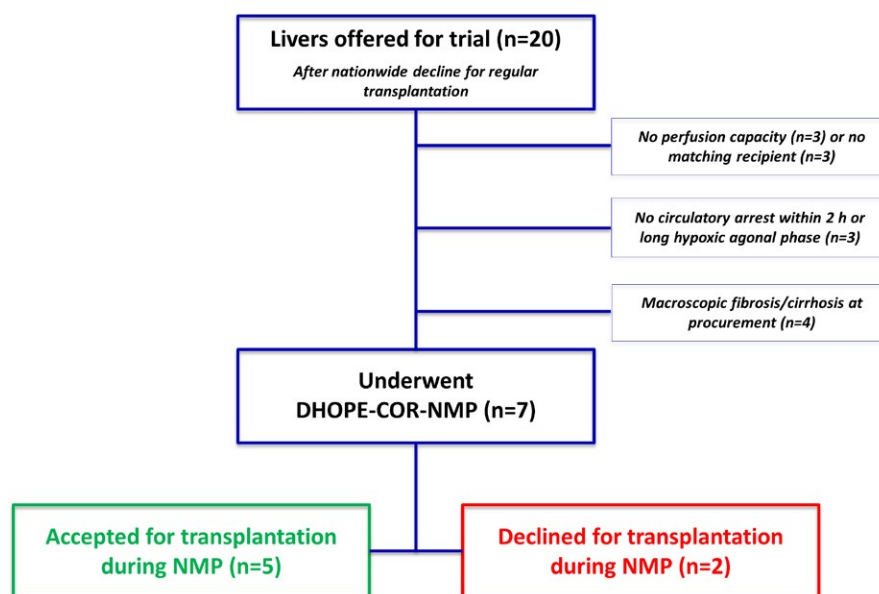 Livers offered for trial (n=20)
After nationwide decline for regular
transplantation
No perfusion capacity (n=3) or no
matching recipient (n=3)
No circulatory arrest within 2 h or
long hypoxic agonal phase (n=3)
Macroscopic fibrosis/cirrhosis at
procurement (n=4)
Underwent
DHOPE-COR-NMP (n=7)
Accepted for transplantation
during NMP (n=5)
Declined for transplantation
during NMP (n=2)